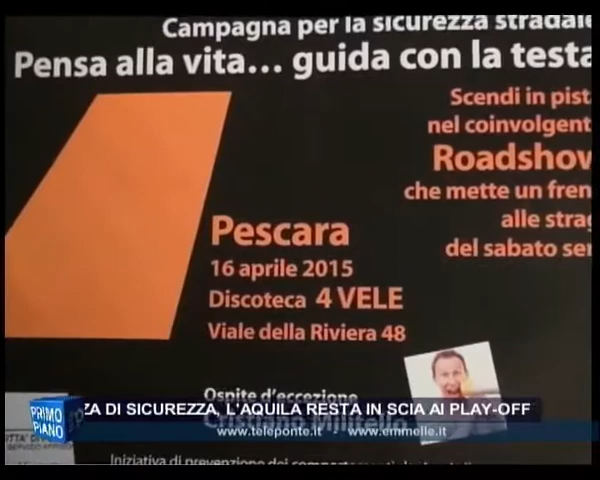 Campagna per la sicurezza stradale
Pensa alla vita... guida con la testa
Scendi in pist
nel coinvolgent
Roadshow
che mette un fren
alle strag
del sabato ser
Pescara
16 aprile 2015
Discoteca 4 VELE
Viale della Riviera 48
Ospite d'eccezione
Cristiano Militello
ZA DI SICUREZZA, L'AQUILA RESTA IN SCIA AI PLAY-OFF
PRIMO
PIANO
www.teleponte.it www.emmelle.it
Iniziativa di prevenzione dei comportamenti